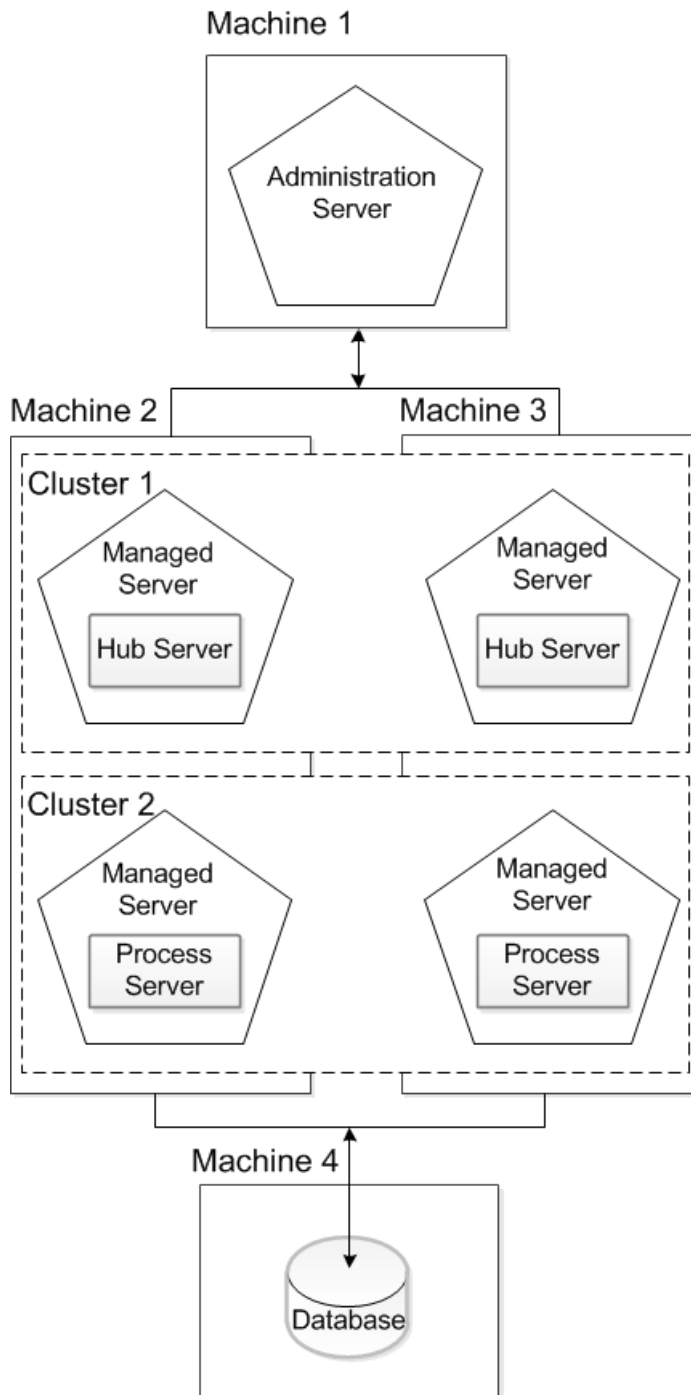 Machine 1
Administration
Server
Machine 2
Machine 3
Cluster 1
Managed
Server
Hub Server
Managed
Server
Hub Server
Cluster 2
Managed
Server
Process
Server
Managed
Server
Process
Server
Machine 4
Database